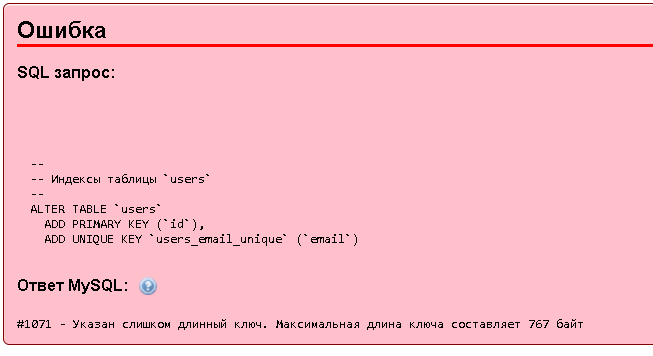 Ошибка
SQL запрос:
--
-- Индексы таблицы `users`
--
ALTER TABLE `users`
ADD PRIMARY KEY (`id`),
ADD UNIQUE KEY `users_email_unique` (`email`)
Ответ MySQL:
#1071 - Указан слишком длинный ключ. Максимальная длина ключа составляет 767 байт